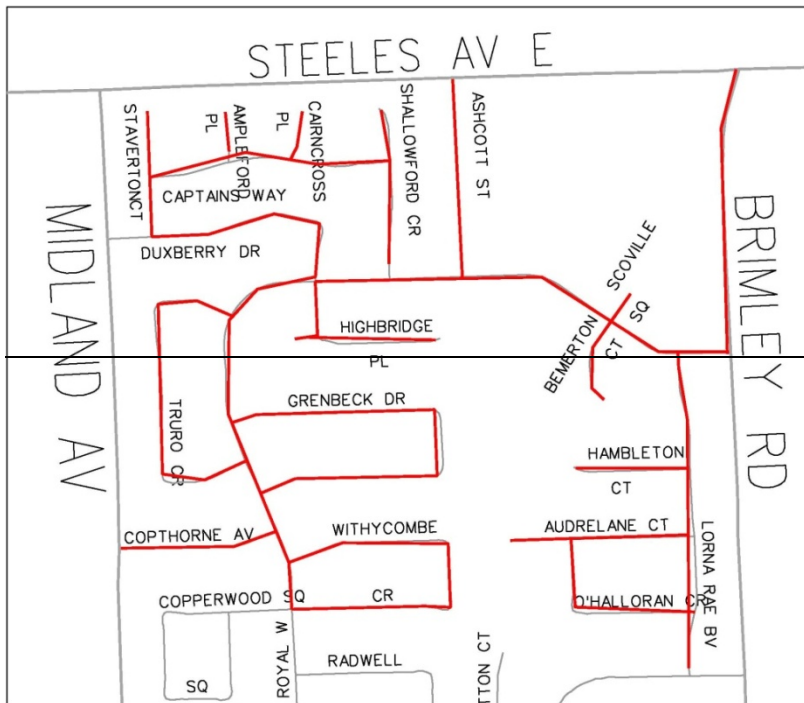 STEELES AV E
STAVERTONCT
AMPLEFORD
PL
CAIRNCROSS
PL
SHALLOWFORD CR
ASHCOTT ST
CAPTAINS WAY
MIDLAND AV
BRIMLEY RD
DUXBERRY DR
SCOVILLE
SQ
HIGHBRIDGE
PL
BEMERTON
CT
TRURO CR
GRENBECK DR
HAMBLETON
CT
COPTHORNE AV
WITHYCOMBE
CR
AUDRELANE CT
LORNA RAE BV
COPPERWOOD SQ
O'HALLORAN CR
ROYAL W
RADWELL
TTON CT
SQ